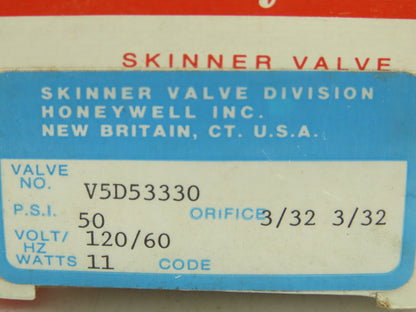 SKINNER VALVE
SKINNER VALVE DIVISION
HONEYWELL INC.
NEW BRITAIN, CT. U.S.A.
VALVE NO. V5D53330
P.S.I. 50 ORIFICE 3/32 3/32
VOLT/HZ 120/60
WATTS 11 CODE